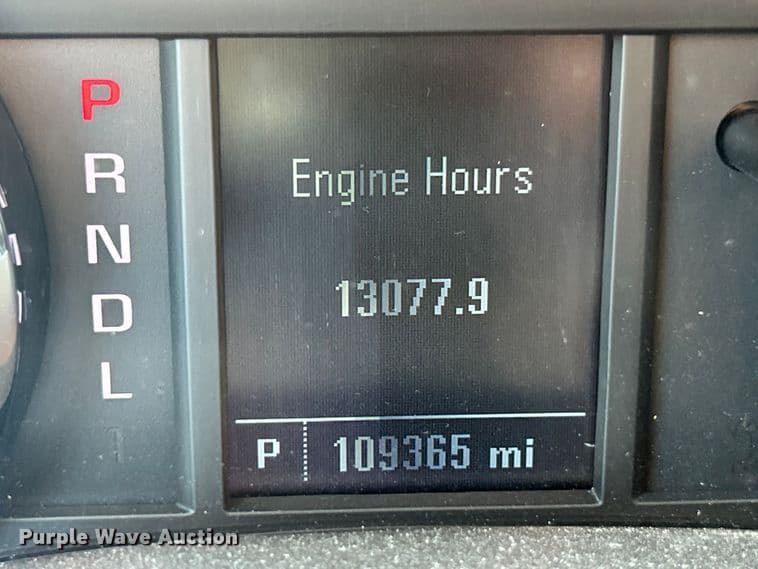 P
R
N
D
L
Engine Hours
13077.9
P 109365 mi
Purple Wave Auction